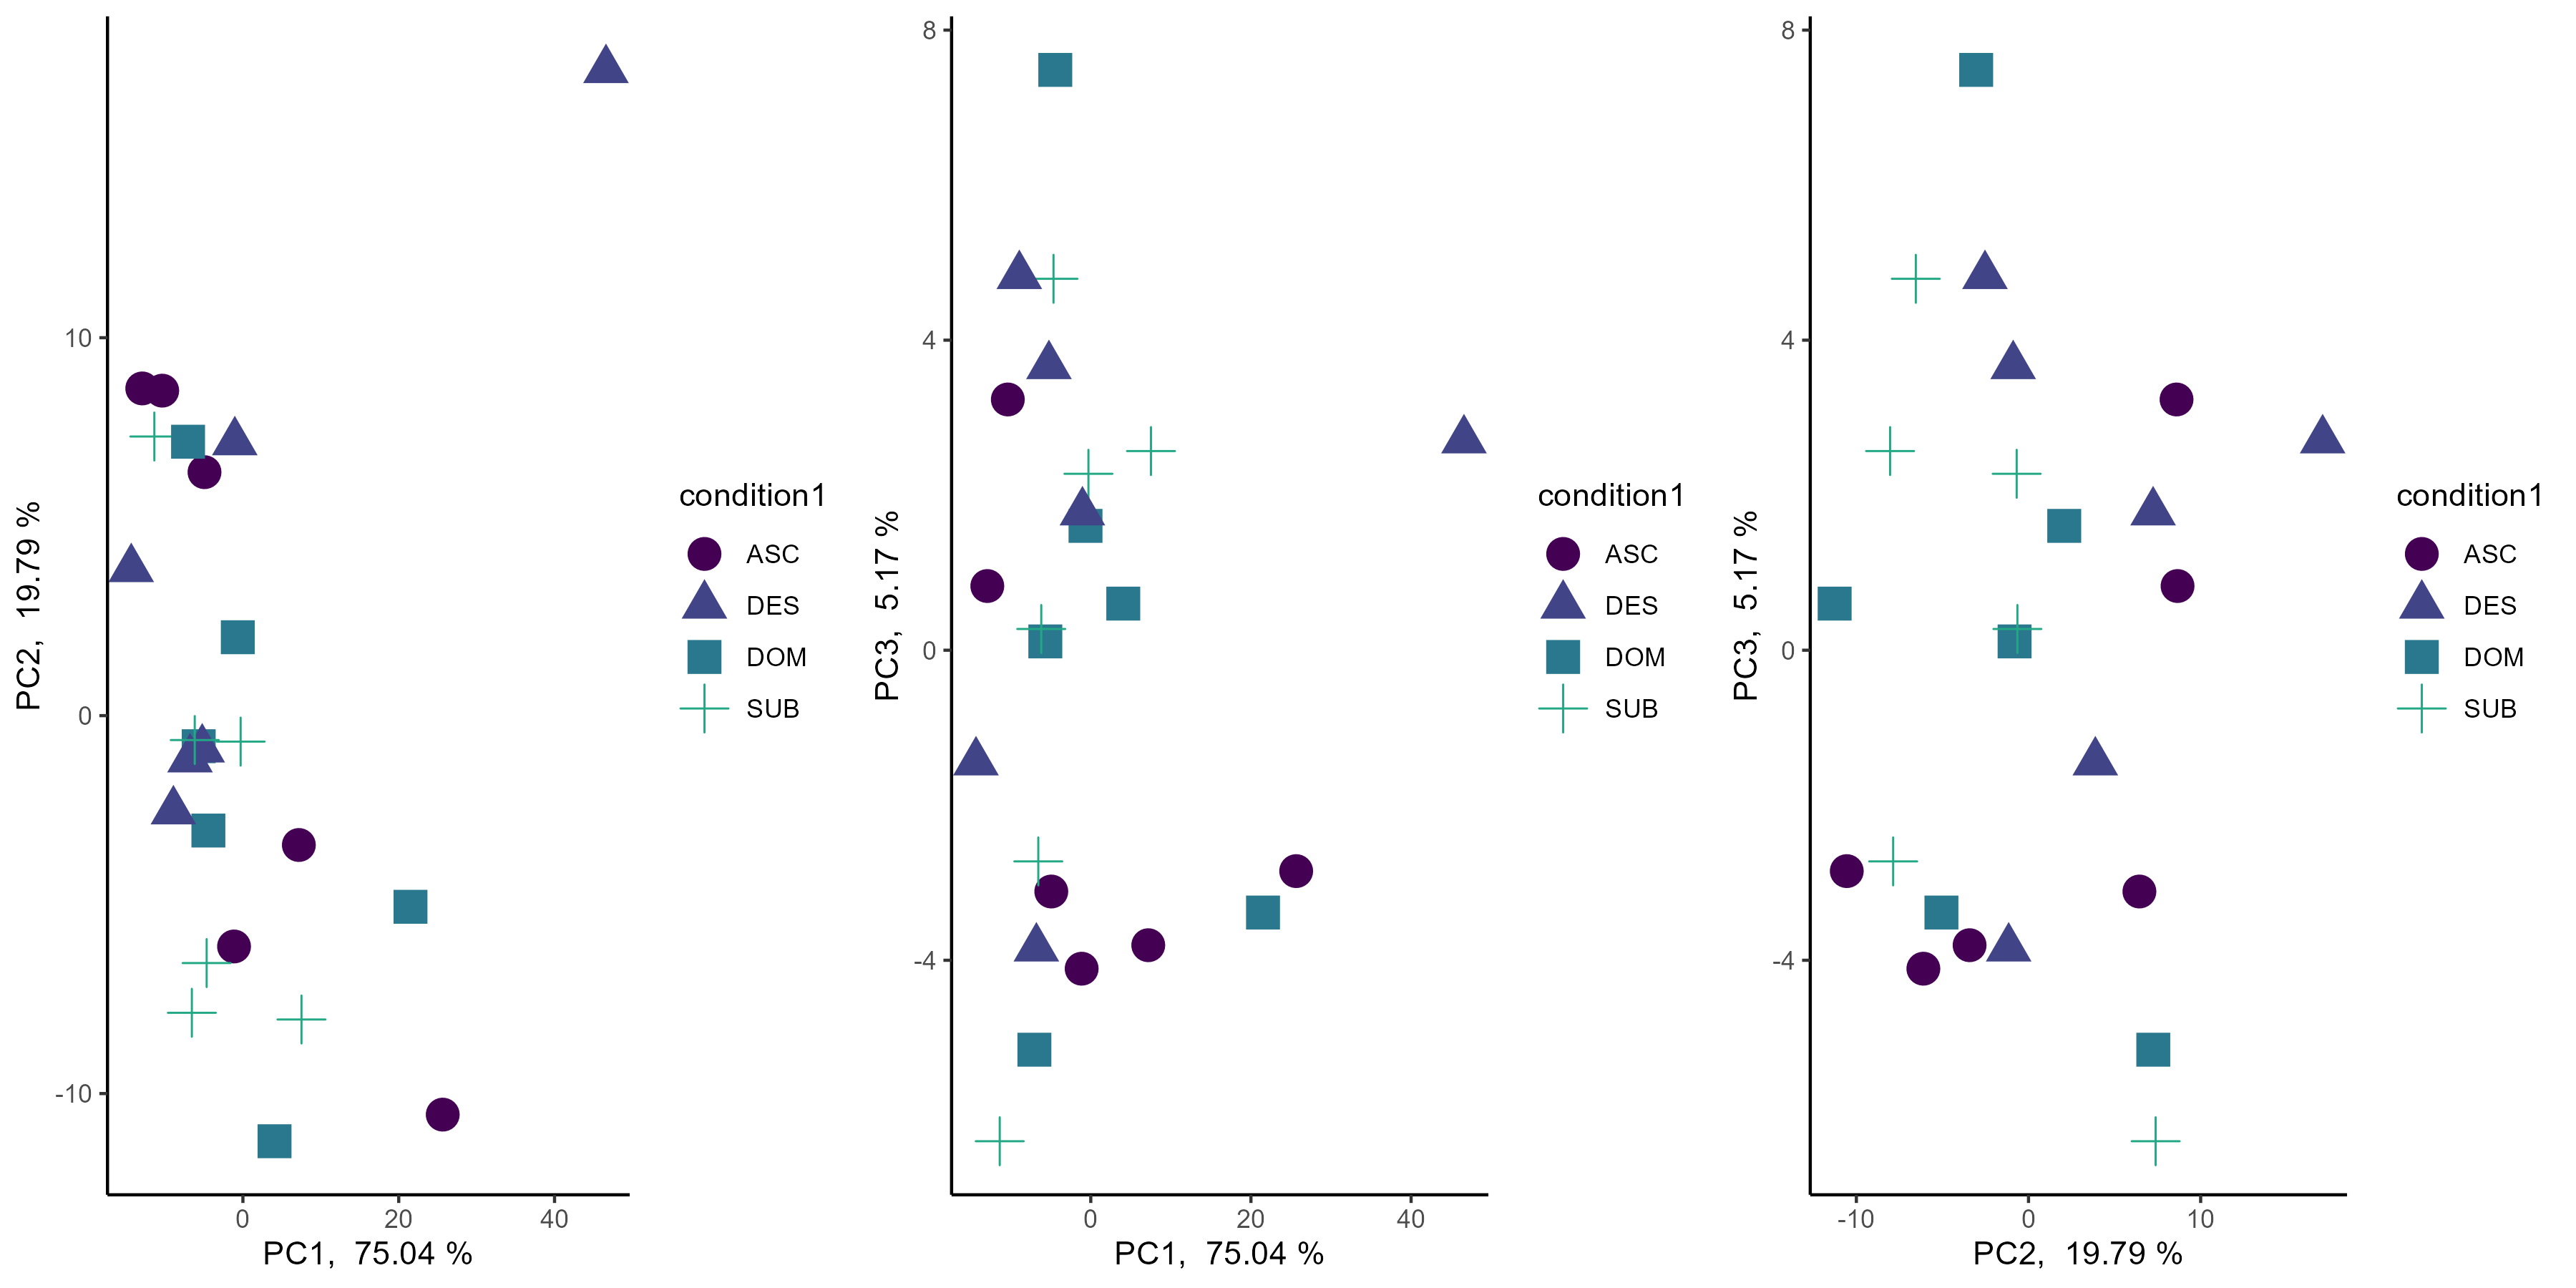 10
0
-10
0 20 40
PC1, 75.04 %
PC2, 19.79 %
condition1
ASC
DES
DOM
SUB
8
4
0
-4
0 20 40
PC1, 75.04 %
PC3, 5.17 %
condition1
ASC
DES
DOM
SUB
8
4
0
-4
-10 0 10
PC2, 19.79 %
PC3, 5.17 %
condition1
ASC
DES
DOM
SUB